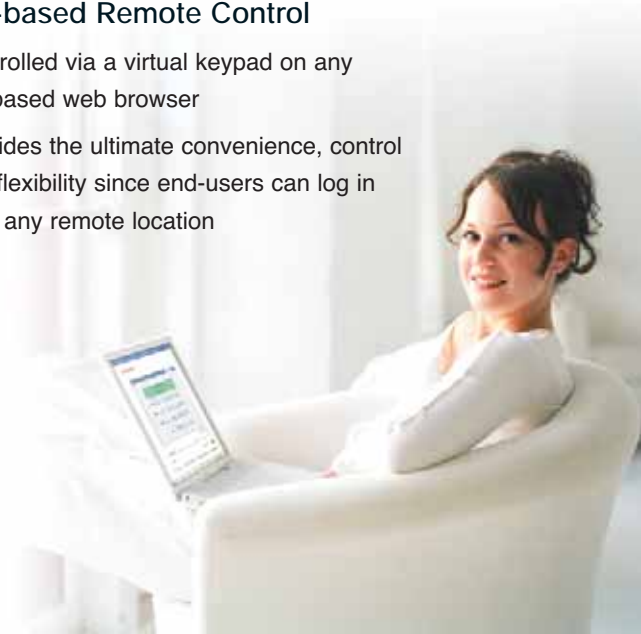 -based Remote Control
rolled via a virtual keypad on any
based web browser
ides the ultimate convenience, control
flexibility since end-users can log in
any remote location